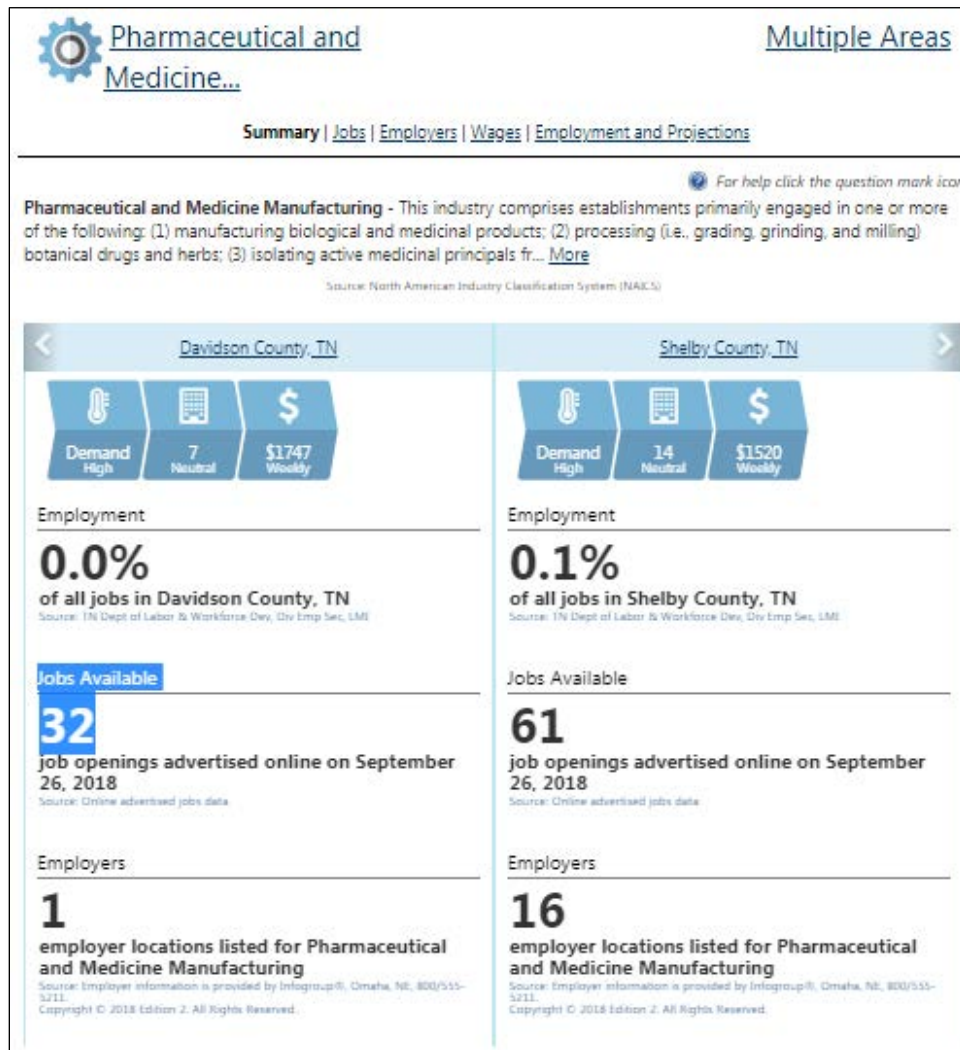 Pharmaceutical and
Medicine...
Multiple Areas
Summary | Jobs | Employers | Wages | Employment and Projections
For help click the question mark icon
Pharmaceutical and Medicine Manufacturing - This industry comprises establishments primarily engaged in one or more
of the following: (1) manufacturing biological and medicinal products; (2) processing (i.e., grading, grinding, and milling)
botanical drugs and herbs; (3) isolating active medicinal principals fr... More
Source: North American Industry Classification System (NAICS)
Davidson County, TN
Demand
High
7
Neutral
$1747
Weekly
Employment
0.0%
of all jobs in Davidson County, TN
Source: TN Dept of Labor & Workforce Dev, Div Emp Sec, LMI
Jobs Available
32
job openings advertised online on September
26, 2018
Source: Online advertised jobs data
Employers
1
employer locations listed for Pharmaceutical
and Medicine Manufacturing
Source: Employer information is provided by Infogroup®, Omaha, NE, 800/555-
5211.
Copyright © 2018 Edition 2. All Rights Reserved.
Shelby County, TN
Demand
High
14
Neutral
$1520
Weekly
Employment
0.1%
of all jobs in Shelby County, TN
Source: TN Dept of Labor & Workforce Dev, Div Emp Sec, LMI
Jobs Available
61
job openings advertised online on September
26, 2018
Source: Online advertised jobs data
Employers
16
employer locations listed for Pharmaceutical
and Medicine Manufacturing
Source: Employer information is provided by Infogroup®, Omaha, NE, 800/555-
5211.
Copyright © 2018 Edition 2. All Rights Reserved.